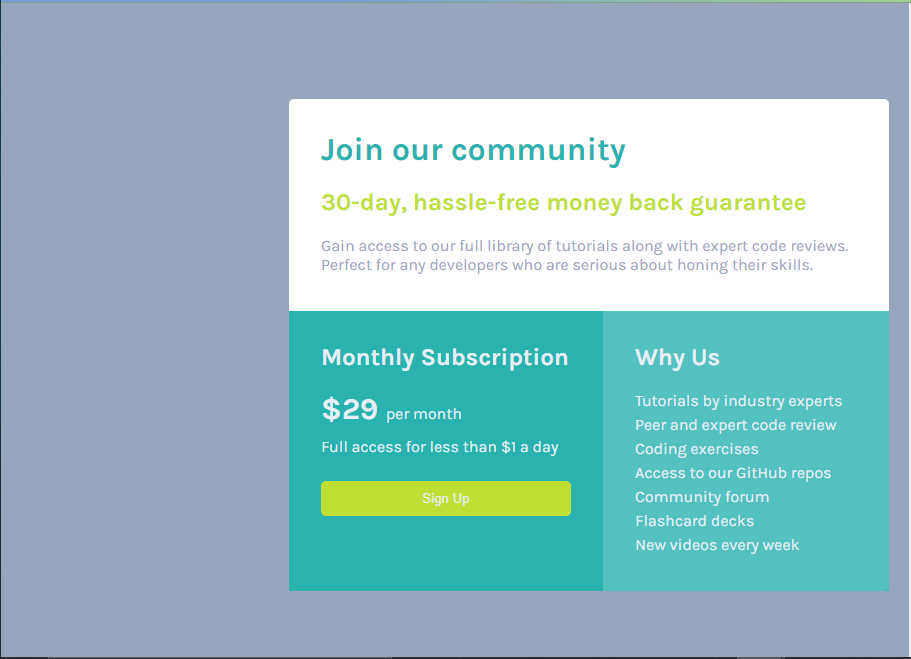 Join our community
30-day, hassle-free money back guarantee
Gain access to our full library of tutorials along with expert code reviews.
Perfect for any developers who are serious about honing their skills.
Monthly Subscription
$29 per month
Full access for less than $1 a day
Sign Up
Why Us
Tutorials by industry experts
Peer and expert code review
Coding exercises
Access to our GitHub repos
Community forum
Flashcard decks
New videos every week